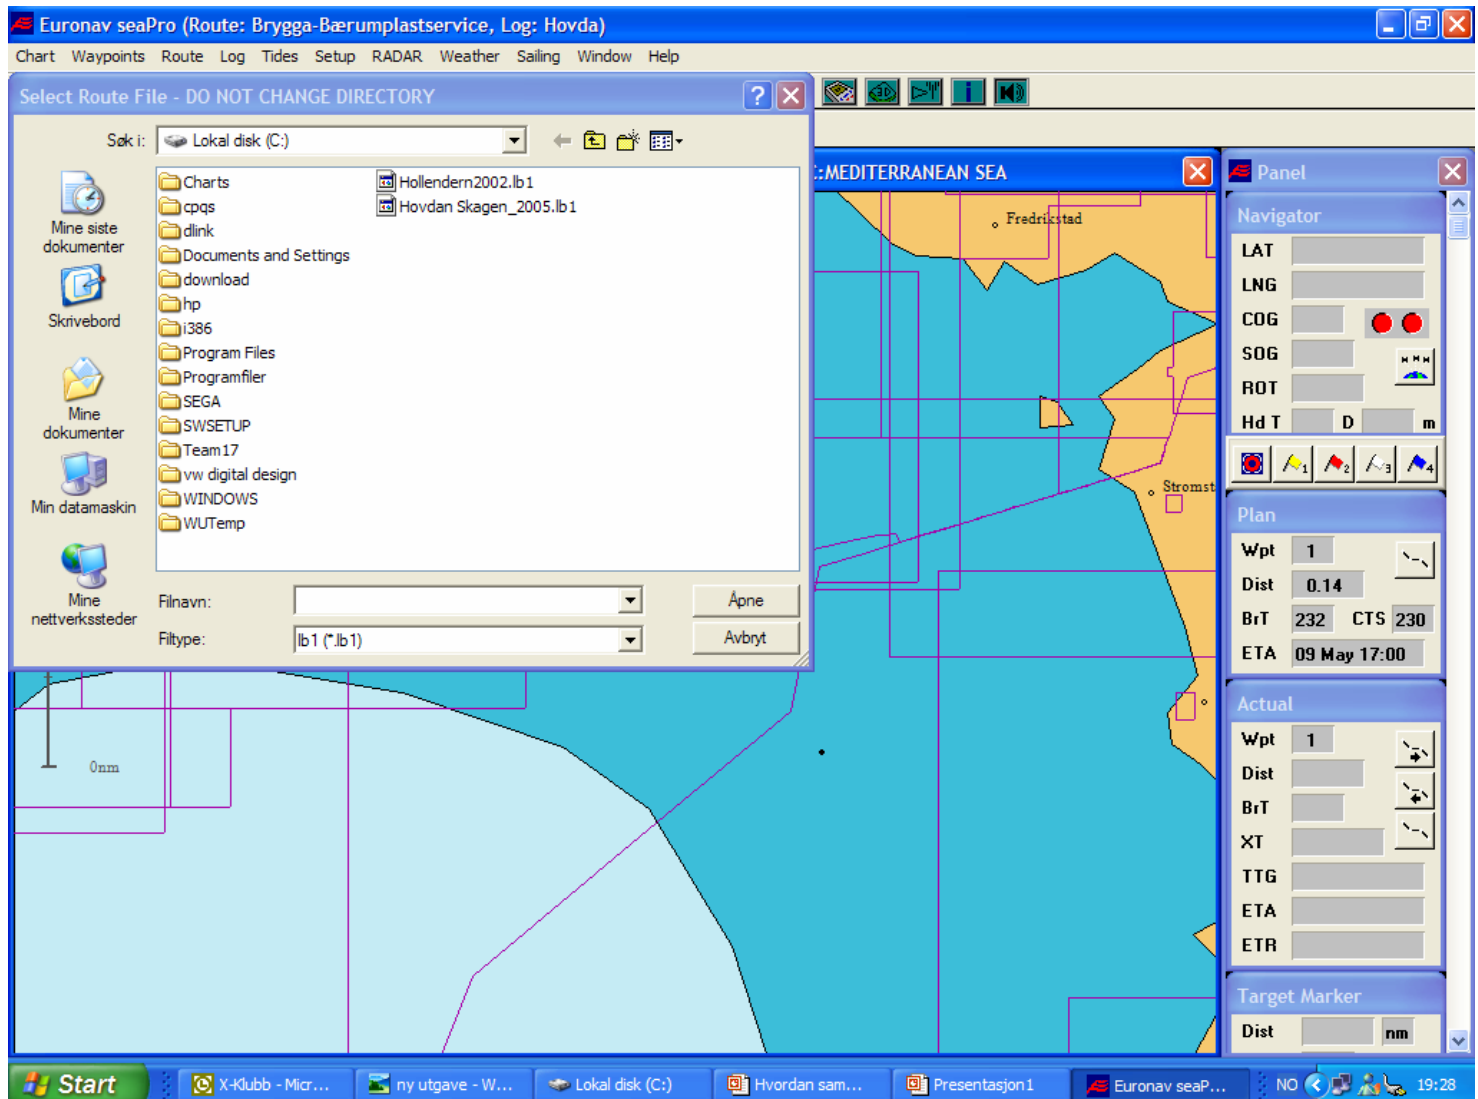 Euronav seaPro (Route: Brygga-Bærumplastservice, Log: Hovda)
Chart Waypoints Route Log Tides Setup RADAR Weather Sailing Window Help
Select Route File - DO NOT CHANGE DIRECTORY
Søk i: Lokal disk (C:)
Mine siste dokumenter
Skrivebord
Mine dokumenter
Min datamaskin
Mine nettverkssteder
Charts
cpqs
dlink
Documents and Settings
download
hp
i386
Program Files
Programfiler
SEGA
SWSETUP
Team17
vw digital design
WINDOWS
WUTemp
Hollendern2002.lb1
Hovdan Skagen_2005.lb1
Filnavn:
Åpne
Filtype: lb1 (*.lb1)
Avbryt
3D
:MEDITERRANEAN SEA
Fredrikstad
Stromst
0nm
Panel
Navigator
LAT
LNG
COG
SOG
ROT
Hd T D m
1 2 3 4
Plan
Wpt 1
Dist 0.14
BrT 232 CTS 230
ETA 09 May 17:00
Actual
Wpt 1
Dist
BrT
XT
TTG
ETA
ETR
Target Marker
Dist nm
Start
X-Klubb - Micr...
ny utgave - W...
Lokal disk (C:)
Hvordan sam...
Presentasjon1
Euronav seaP...
NO
19:28